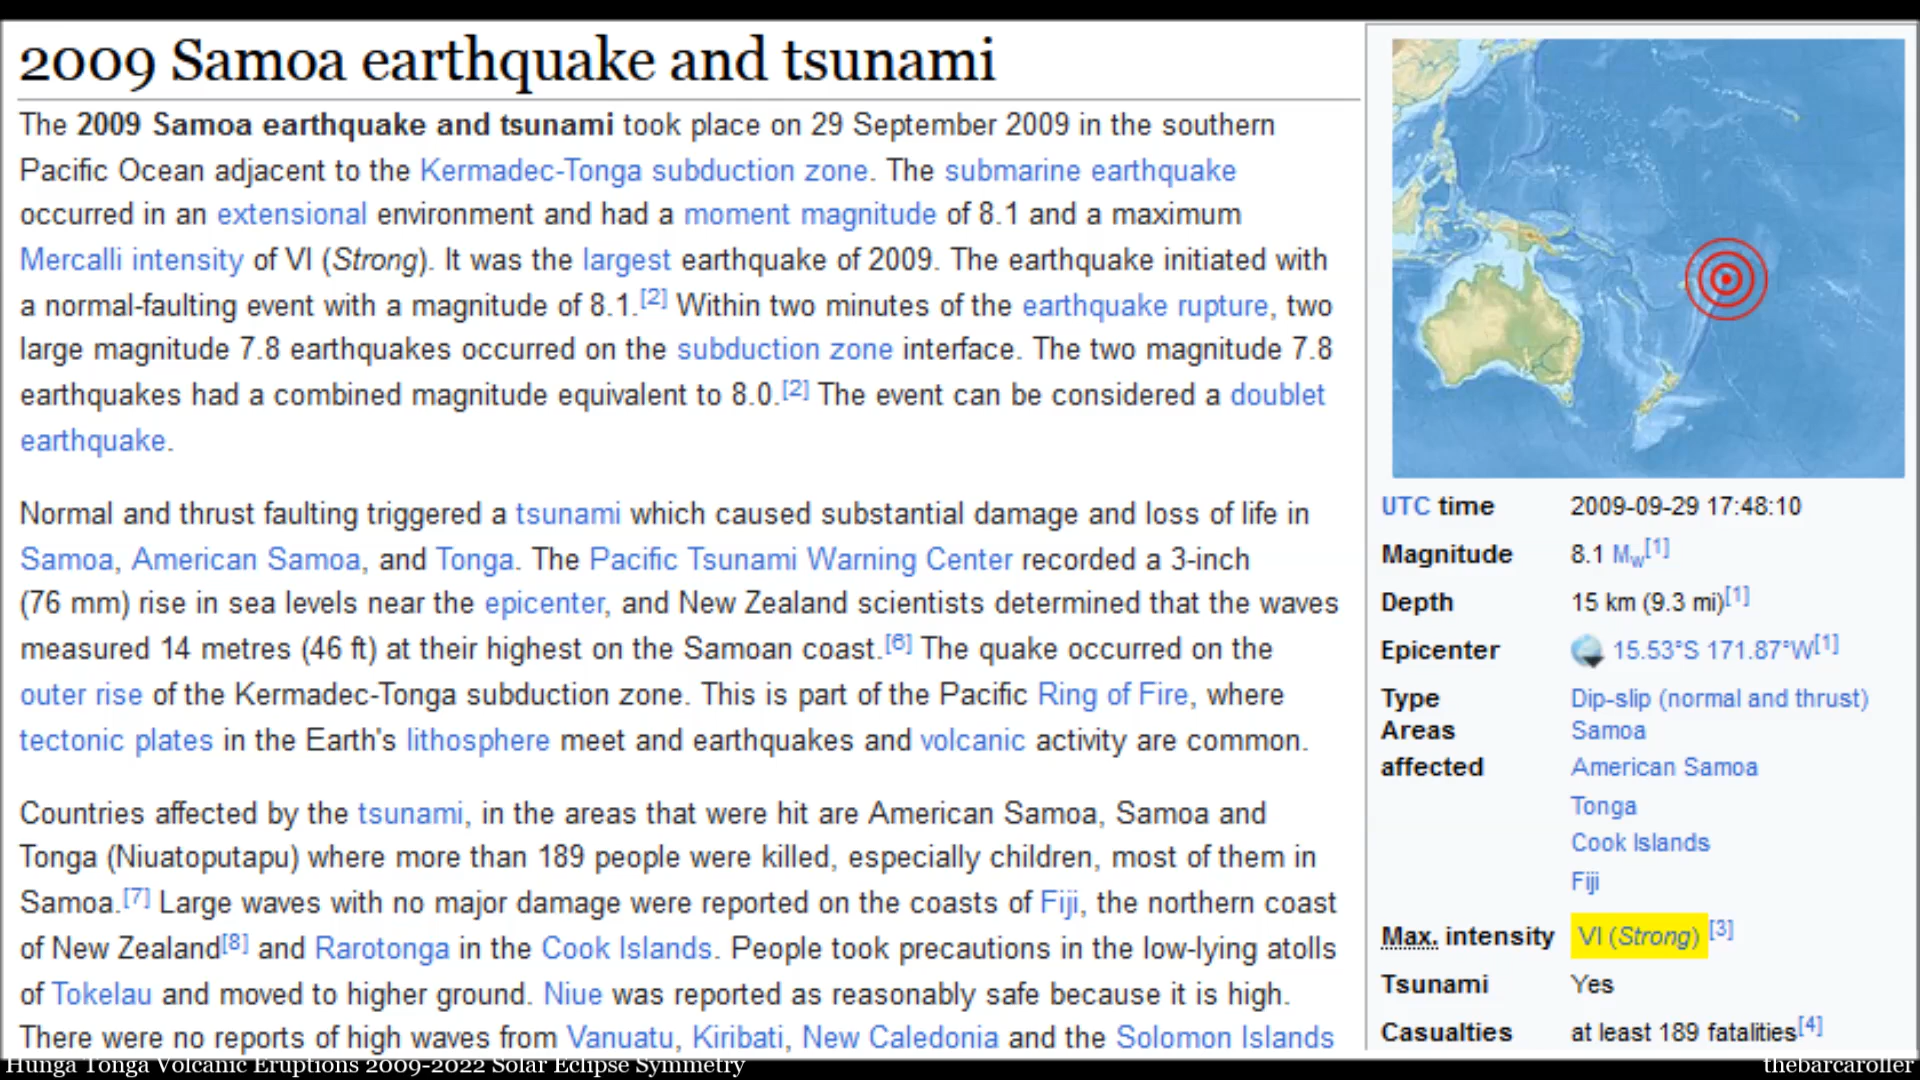 2009 Samoa earthquake and tsunami
The 2009 Samoa earthquake and tsunami took place on 29 September 2009 in the southern
Pacific Ocean adjacent to the Kermadec-Tonga subduction zone. The submarine earthquake
occurred in an extensional environment and had a moment magnitude of 8.1 and a maximum
Mercalli intensity of VI (Strong). It was the largest earthquake of 2009. The earthquake initiated with
a normal-faulting event with a magnitude of 8.1.[2] Within two minutes of the earthquake rupture, two
large magnitude 7.8 earthquakes occurred on the subduction zone interface. The two magnitude 7.8
earthquakes had a combined magnitude equivalent to 8.0.[2] The event can be considered a doublet
earthquake.
Normal and thrust faulting triggered a tsunami which caused substantial damage and loss of life in
Samoa, American Samoa, and Tonga. The Pacific Tsunami Warning Center recorded a 3-inch
(76 mm) rise in sea levels near the epicenter, and New Zealand scientists determined that the waves
measured 14 metres (46 ft) at their highest on the Samoan coast.[6] The quake occurred on the
outer rise of the Kermadec-Tonga subduction zone. This is part of the Pacific Ring of Fire, where
tectonic plates in the Earth's lithosphere meet and earthquakes and volcanic activity are common.
Countries affected by the tsunami, in the areas that were hit are American Samoa, Samoa and
Tonga (Niuatoputapu) where more than 189 people were killed, especially children, most of them in
Samoa.[7] Large waves with no major damage were reported on the coasts of Fiji, the northern coast
of New Zealand[8] and Rarotonga in the Cook Islands. People took precautions in the low-lying atolls
of Tokelau and moved to higher ground. Niue was reported as reasonably safe because it is high.
There were no reports of high waves from Vanuatu, Kiribati, New Caledonia and the Solomon Islands
UTC time 2009-09-29 17:48:10
Magnitude 8.1 Mw[1]
Depth 15 km (9.3 mi)[1]
Epicenter 15.53°S 171.87°W[1]
Type Dip-slip (normal and thrust)
Areas Samoa
affected American Samoa
Tonga
Cook Islands
Fiji
Max. intensity VI (Strong) [3]
Tsunami Yes
Casualties at least 189 fatalities[4]
Hunga Tonga Volcanic Eruptions 2009-2022 Solar Eclipse Symmetry
thebarcaroller